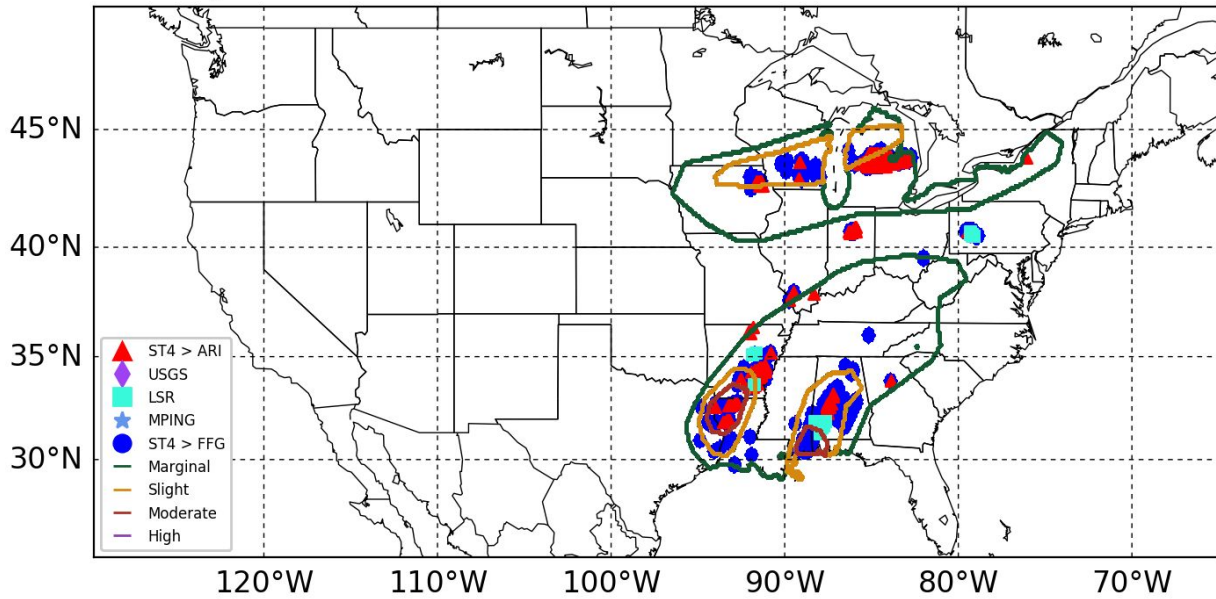 45°N
40°N
35°N
30°N
ST4 > ARI
USGS
LSR
MPING
ST4 > FFG
Marginal
Slight
Moderate
High
120°W 110°W 100°W 90°W 80°W 70°W